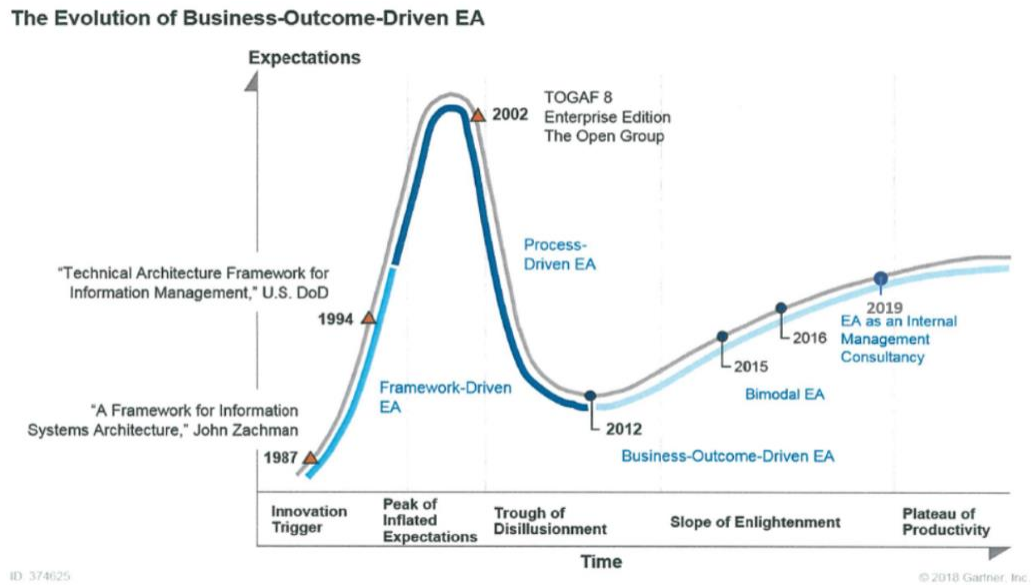 The Evolution of Business-Outcome-Driven EA
Expectations
TOGAF 8
2002 Enterprise Edition
The Open Group
Process-
Driven EA
"Technical Architecture Framework for
Information Management," U.S. DoD
1994
2019
EA as an Internal
Management
Consultancy
2016
2015
Bimodal EA
Framework-Driven
EA
"A Framework for Information
Systems Architecture," John Zachman
1987
2012
Business-Outcome-Driven EA
Innovation
Trigger
Peak of
Inflated
Expectations
Trough of
Disillusionment
Slope of Enlightenment
Plateau of
Productivity
Time
ID: 374625
© 2018 Gartner, Inc.